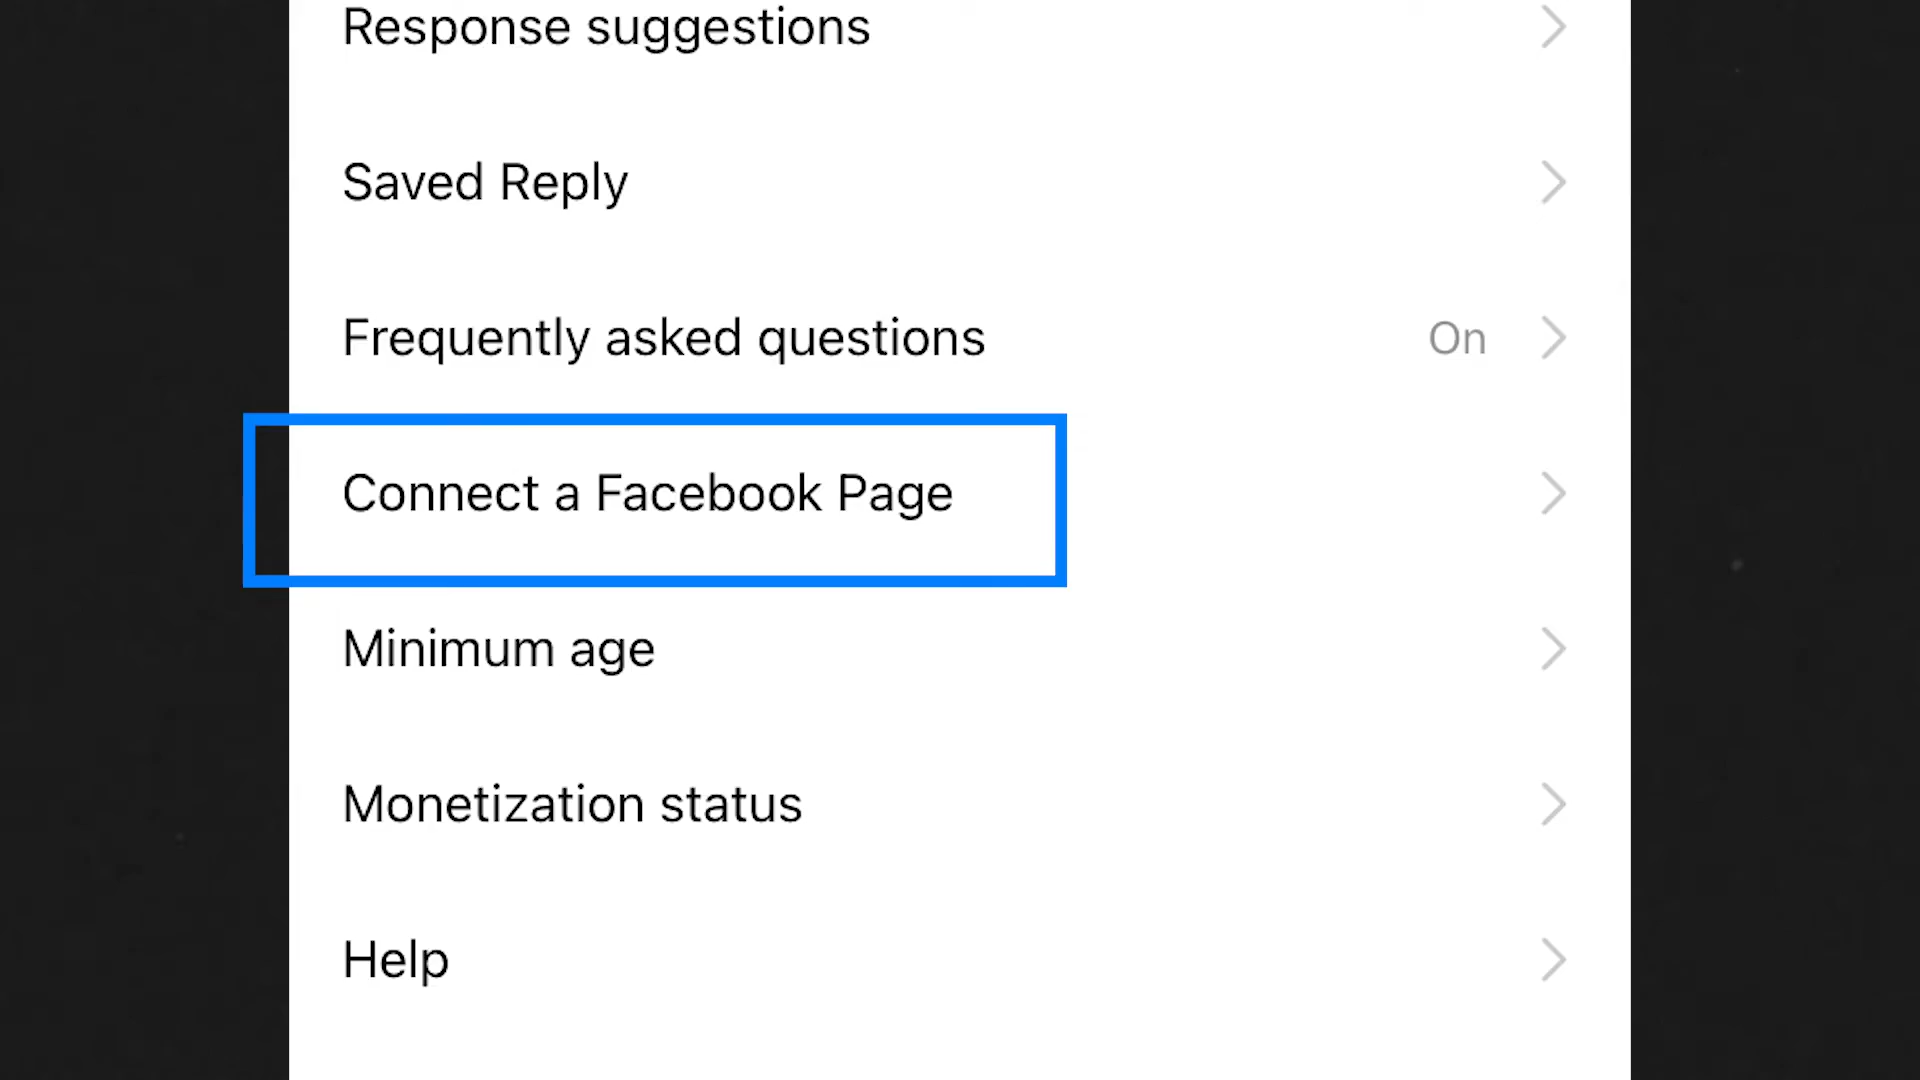 Response suggestions
Saved Reply
Frequently asked questions On
Connect a Facebook Page
Minimum age
Monetization status
Help